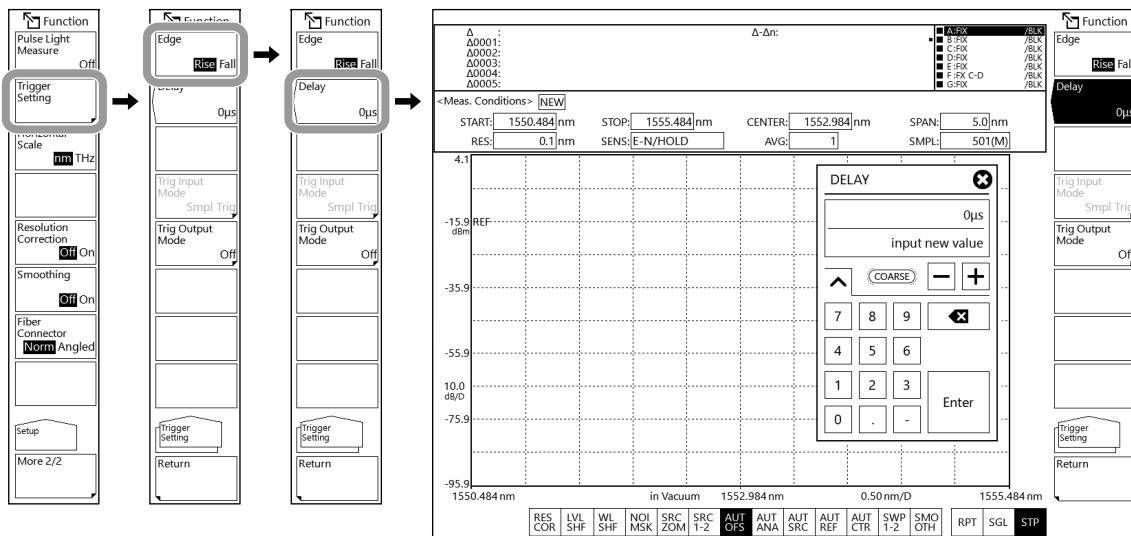 Function
Pulse Light
Measure
Off
Trigger
Setting
Horizontal
Scale
nm THz
Resolution
Correction
Off On
Smoothing
Off On
Fiber
Connector
Norm Angled
Setup
More 2/2
Function
Edge
Rise Fall
Delay
0µs
Trig Input
Mode
Smpl Trig
Trig Output
Mode
Off
Trigger
Setting
Return
Function
Edge
Rise Fall
Delay
0µs
Trig Input
Mode
Smpl Trig
Trig Output
Mode
Off
Trigger
Setting
Return
Δ :
Δ0001:
Δ0002:
Δ0003:
Δ0004:
Δ0005:
Δ-Δn:
A:FIX /BLK
B:FIX /BLK
C:FIX /BLK
D:FIX /BLK
E:FIX /BLK
F:FX C-D /BLK
G:FIX /BLK
<Meas. Conditions> NEW
START: 1550.484 nm STOP: 1555.484 nm CENTER: 1552.984 nm SPAN: 5.0 nm
RES: 0.1 nm SENS: E-N/HOLD AVG: 1 SMPL: 501(M)
4.1
-15.9 REF
dBm
-35.9
-55.9
10.0
dB/D
-75.9
-95.9
1550.484 nm in Vacuum 1552.984 nm 0.50 nm/D 1555.484 nm
DELAY
0µs
input new value
COARSE − +
7 8 9
4 5 6
1 2 3
Enter
0 . -
RES COR
LVL SHF
WL SHF
NOI MSK
SRC ZOM
SRC 1-2
AUT OFS
AUT ANA
AUT SRC
AUT REF
AUT CTR
SWP 1-2
SMO OTH
RPT SGL STP
Function
Edge
Rise Fal
Delay
0µs
Trig Input
Mode
Smpl Trig
Trig Output
Mode
Of
Trigger
Setting
Return